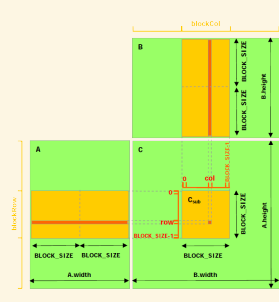 blockCol
B
BLOCK_SIZE
BLOCK_SIZE
B.height
A
C
BLOCK_SIZE-1
0
col
0
Csub
row
BLOCK_SIZE-1
blockRow
BLOCK_SIZE
A.height
BLOCK_SIZE
BLOCK_SIZE
BLOCK_SIZE
A.width
B.width